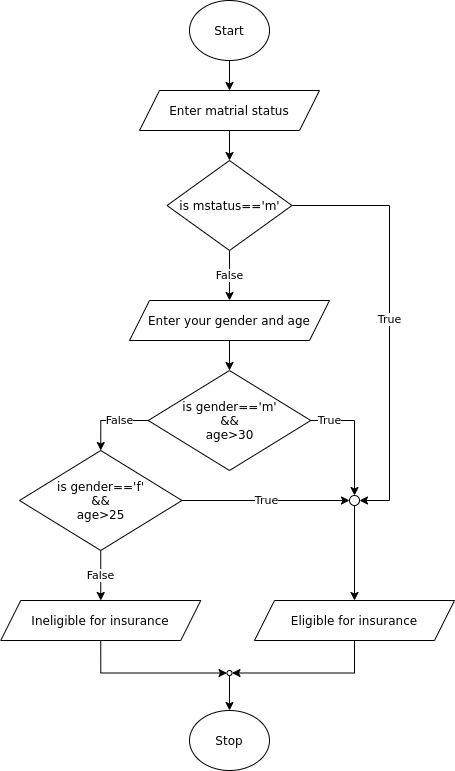 Start
Enter matrial status
is mstatus=='m'
False
True
Enter your gender and age
is gender=='m'
&&
age>30
False
True
is gender=='f'
&&
age>25
True
False
Ineligible for insurance
Eligible for insurance
Stop